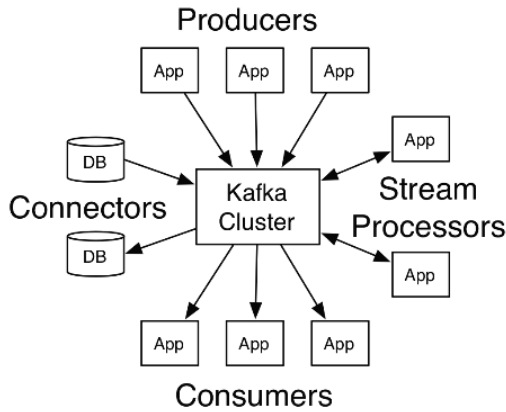 Producers
App
App
App
DB
App
Connectors
Kafka
Cluster
Stream
Processors
DB
App
App
App
App
Consumers